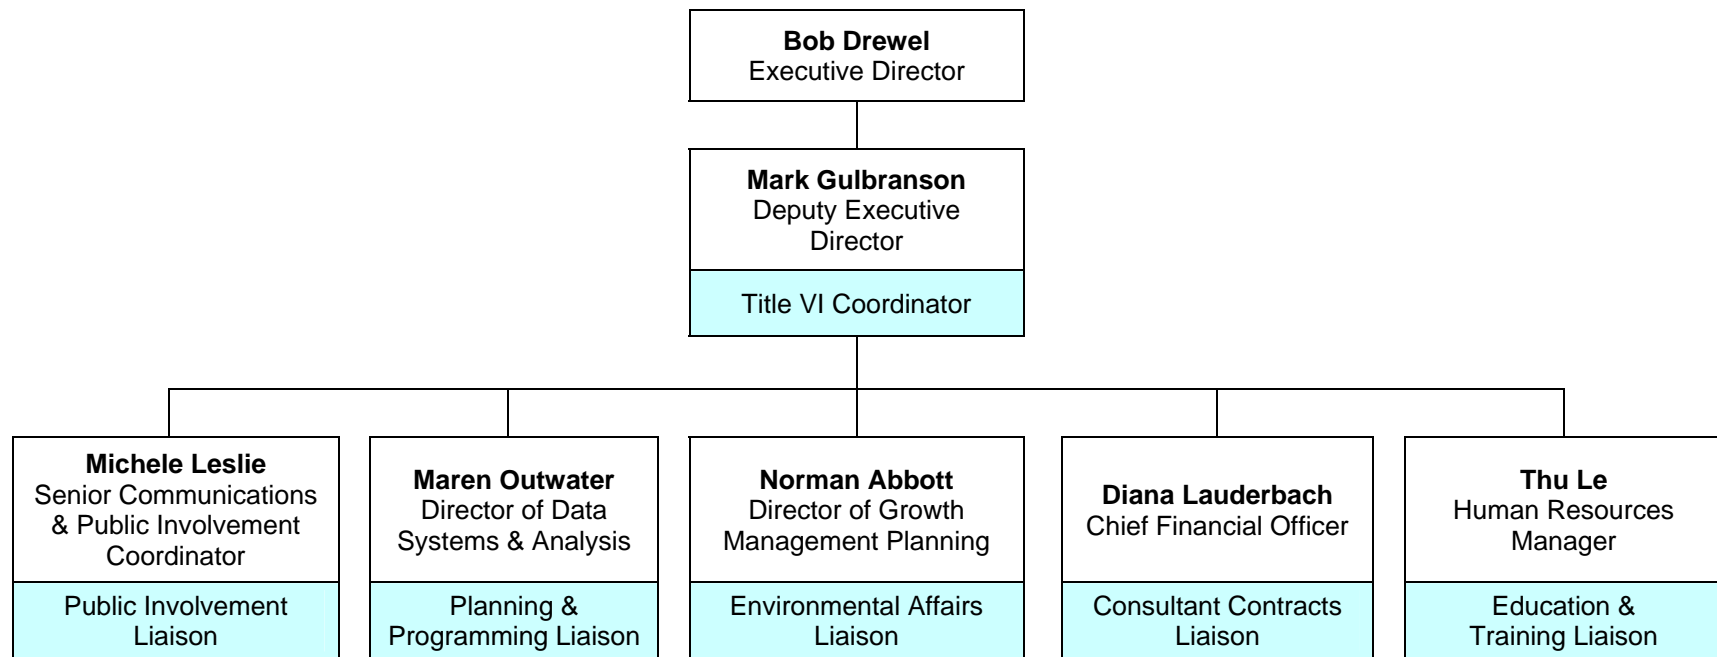 Bob Drewel
Executive Director
Mark Gulbranson
Deputy Executive
Director
Title VI Coordinator
Michele Leslie
Senior Communications
& Public Involvement
Coordinator
Public Involvement
Liaison
Maren Outwater
Director of Data
Systems & Analysis
Planning &
Programming Liaison
Norman Abbott
Director of Growth
Management Planning
Environmental Affairs
Liaison
Diana Lauderbach
Chief Financial Officer
Consultant Contracts
Liaison
Thu Le
Human Resources
Manager
Education &
Training Liaison